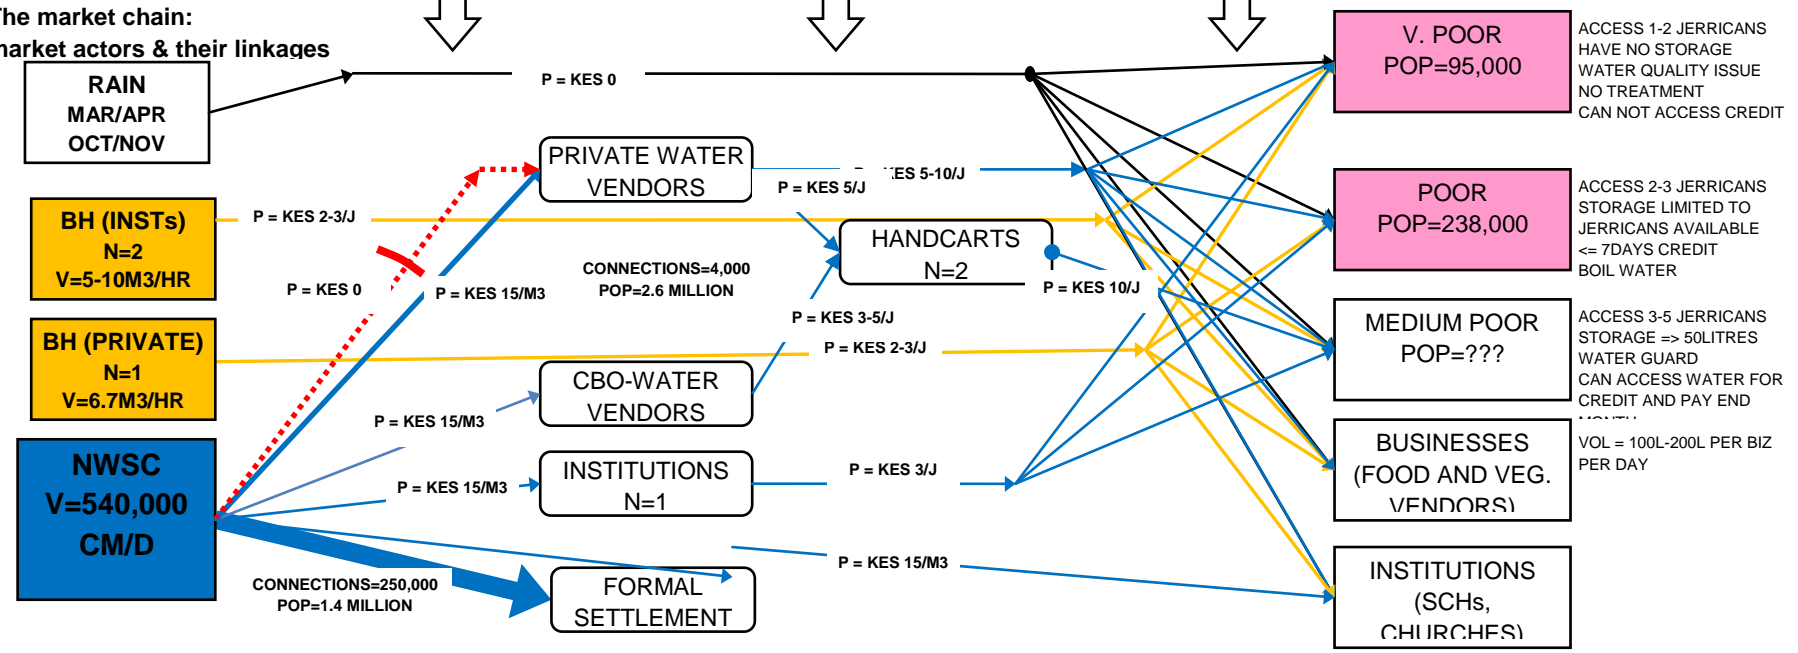 The market chain:
market actors & their linkages
RAIN
MAR/APR
OCT/NOV
BH (INSTs)
N=2
V=5-10M3/HR
BH (PRIVATE)
N=1
V=6.7M3/HR
NWSC
V=540,000
CM/D
P = KES 0
P = KES 2-3/J
P = KES 0
P = KES 15/M3
P = KES 15/M3
P = KES 15/M3
CONNECTIONS=250,000
POP=1.4 MILLION
PRIVATE WATER
VENDORS
CONNECTIONS=4,000
POP=2.6 MILLION
CBO-WATER
VENDORS
INSTITUTIONS
N=1
FORMAL
SETTLEMENT
KES 5-10/J
P = KES 5/J
HANDCARTS
N=2
P = KES 10/J
P = KES 3-5/J
P = KES 2-3/J
P = KES 3/J
P = KES 15/M3
V. POOR
POP=95,000
ACCESS 1-2 JERRICANS
HAVE NO STORAGE
WATER QUALITY ISSUE
NO TREATMENT
CAN NOT ACCESS CREDIT
POOR
POP=238,000
ACCESS 2-3 JERRICANS
STORAGE LIMITED TO
JERRICANS AVAILABLE
<= 7DAYS CREDIT
BOIL WATER
MEDIUM POOR
POP=???
ACCESS 3-5 JERRICANS
STORAGE => 50LITRES
WATER GUARD
CAN ACCESS WATER FOR
CREDIT AND PAY END
MONTH
BUSINESSES
(FOOD AND VEG.
VENDORS)
VOL = 100L-200L PER BIZ
PER DAY
INSTITUTIONS
(SCHs,
CHURCHES)